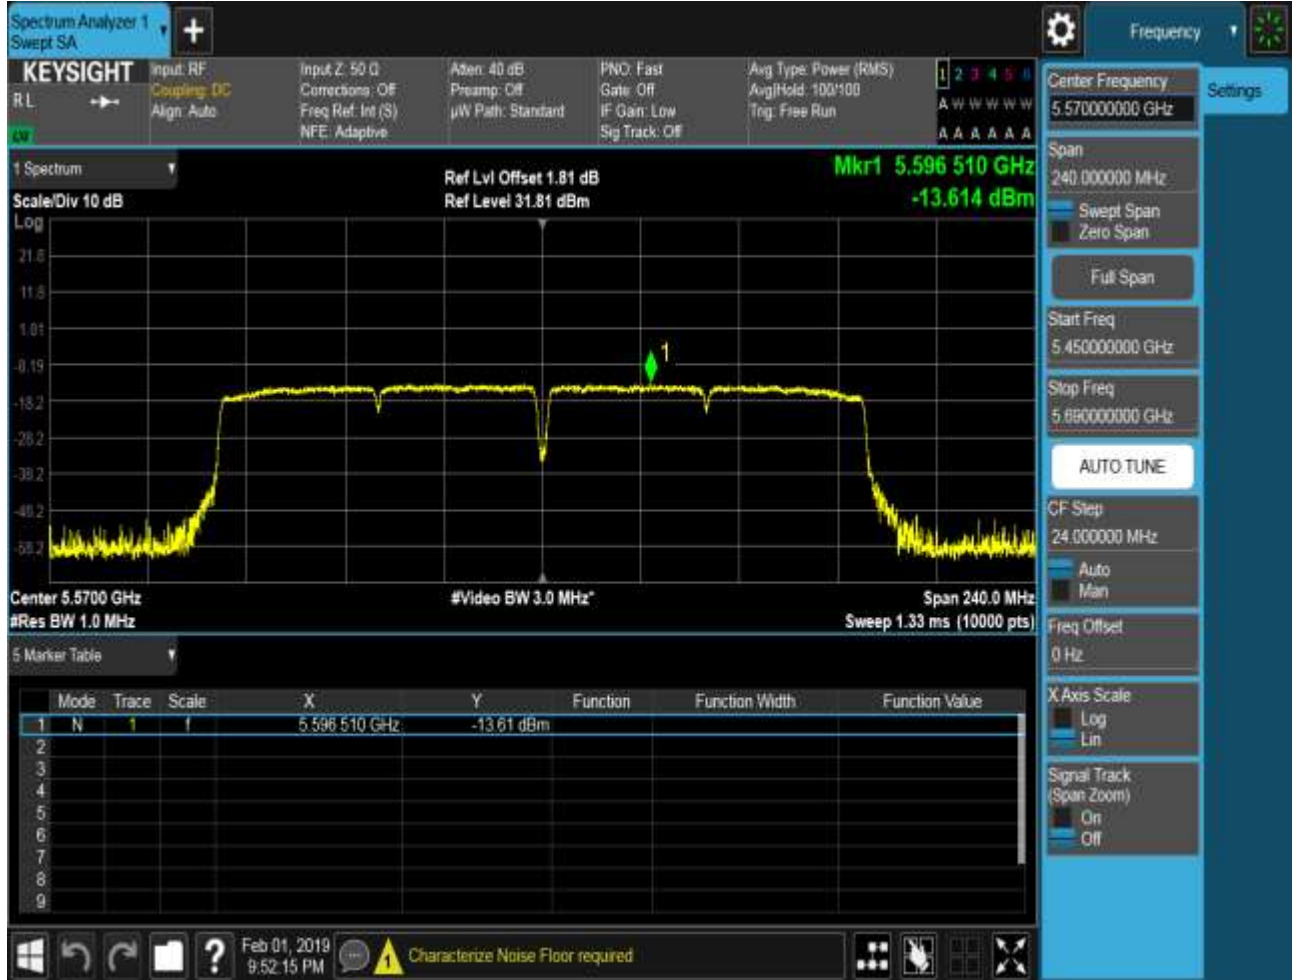 Spectrum Analyzer 1
Swept SA
Frequency
KEYSIGHT
R L
Input: RF
Coupling: DC
Align: Auto
Input Z: 50 Ω
Corrections: Off
Freq Ref: Int (S)
NFE: Adaptive
Atten: 40 dB
Preamp: Off
µW Path: Standard
PNO: Fast
Gate: Off
IF Gain: Low
Sig Track: Off
Avg Type: Power (RMS)
Avg|Hold: 100/100
Trig: Free Run
1 2 3 4 5 6
A W W W W W
A A A A A A
1 Spectrum
Scale/Div 10 dB
Ref Lvl Offset 1.81 dB
Ref Level 31.81 dBm
Mkr1 5.596 510 GHz
-13.614 dBm
Log
21.8
11.8
1.81
-8.19
-18.2
-28.2
-38.2
-48.2
-58.2
1
Center 5.5700 GHz
#Res BW 1.0 MHz
#Video BW 3.0 MHz*
Span 240.0 MHz
Sweep 1.33 ms (10000 pts)
5 Marker Table
Mode Trace Scale X Y Function Function Width Function Value
1 N 1 f 5.596 510 GHz -13.61 dBm
2
3
4
5
6
7
8
9
Center Frequency
5.570000000 GHz
Settings
Span
240.000000 MHz
Swept Span
Zero Span
Full Span
Start Freq
5.450000000 GHz
Stop Freq
5.690000000 GHz
AUTO TUNE
CF Step
24.000000 MHz
Auto
Man
Freq Offset
0 Hz
X Axis Scale
Log
Lin
Signal Track
(Span Zoom)
On
Off
?
Feb 01, 2019
9:52:15 PM
1
Characterize Noise Floor required